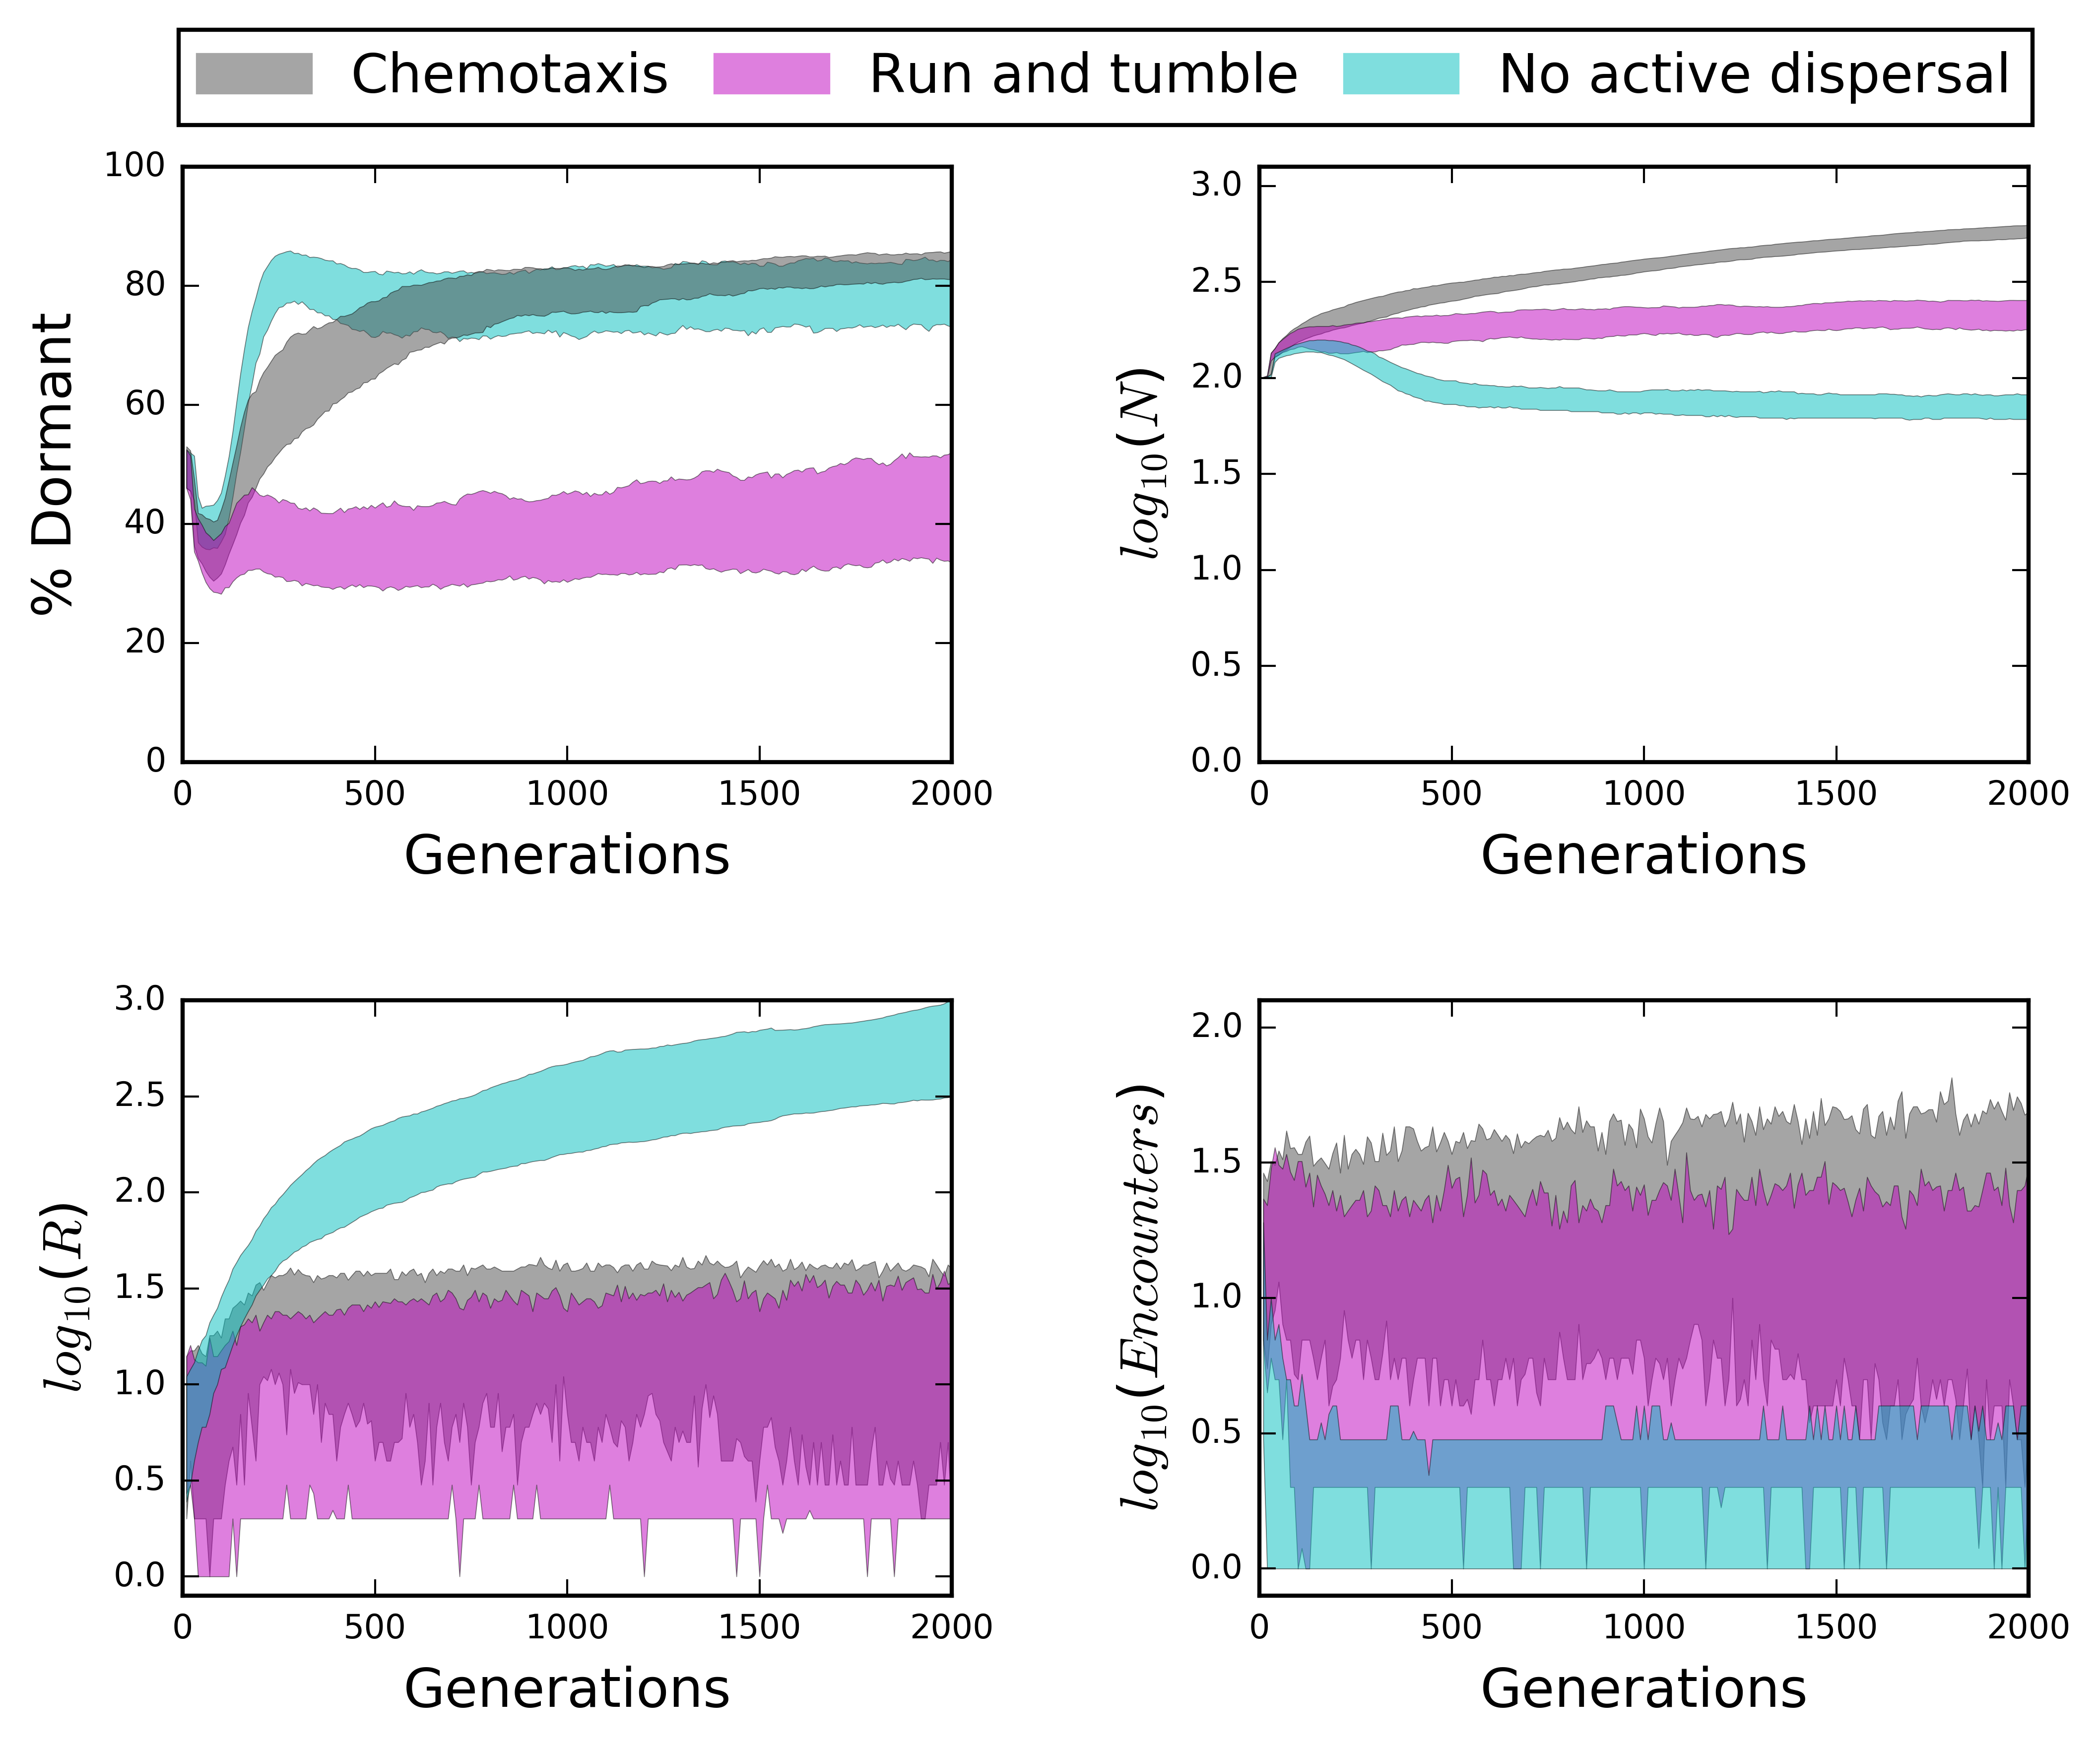 Chemotaxis Run and tumble No active dispersal
% Dormant
100
80
60
40
20
0
0 500 1000 1500 2000
Generations
log10(N)
3.0
2.5
2.0
1.5
1.0
0.5
0.0
0 500 1000 1500 2000
Generations
log10(R)
3.0
2.5
2.0
1.5
1.0
0.5
0.0
0 500 1000 1500 2000
Generations
log10(Encounters)
2.0
1.5
1.0
0.5
0.0
0 500 1000 1500 2000
Generations